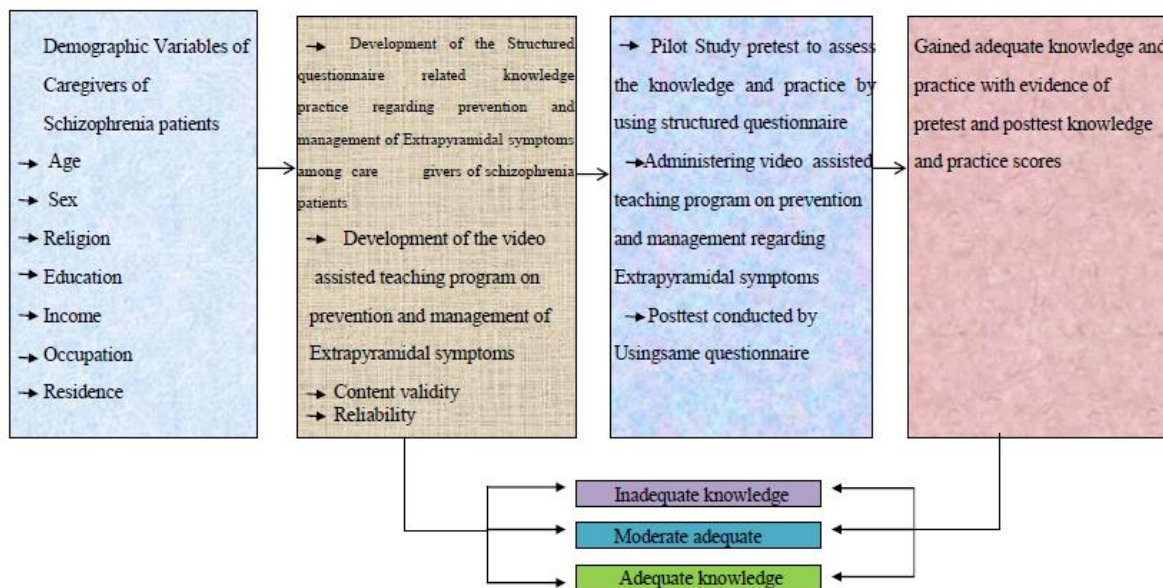 Demographic Variables of
Caregivers of
Schizophrenia patients
→ Age
→ Sex
→ Religion
→ Education
→ Income
→ Occupation
→ Residence
→ Development of the Structured
questionnaire related knowledge
practice regarding prevention and
management of Extrapyramidal symptoms
among care givers of schizophrenia
patients
→ Development of the video
assisted teaching program on
prevention and management of
Extrapyramidal symptoms
→ Content validity
→ Reliability
→ Pilot Study pretest to assess
the knowledge and practice by
using structured questionnaire
→Administering video assisted
teaching program on prevention
and management regarding
Extrapyramidal symptoms
→Posttest conducted by
Usingsame questionnaire
Gained adequate knowledge and
practice with evidence of
pretest and posttest knowledge
and practice scores
Inadequate knowledge
Moderate adequate
Adequate knowledge